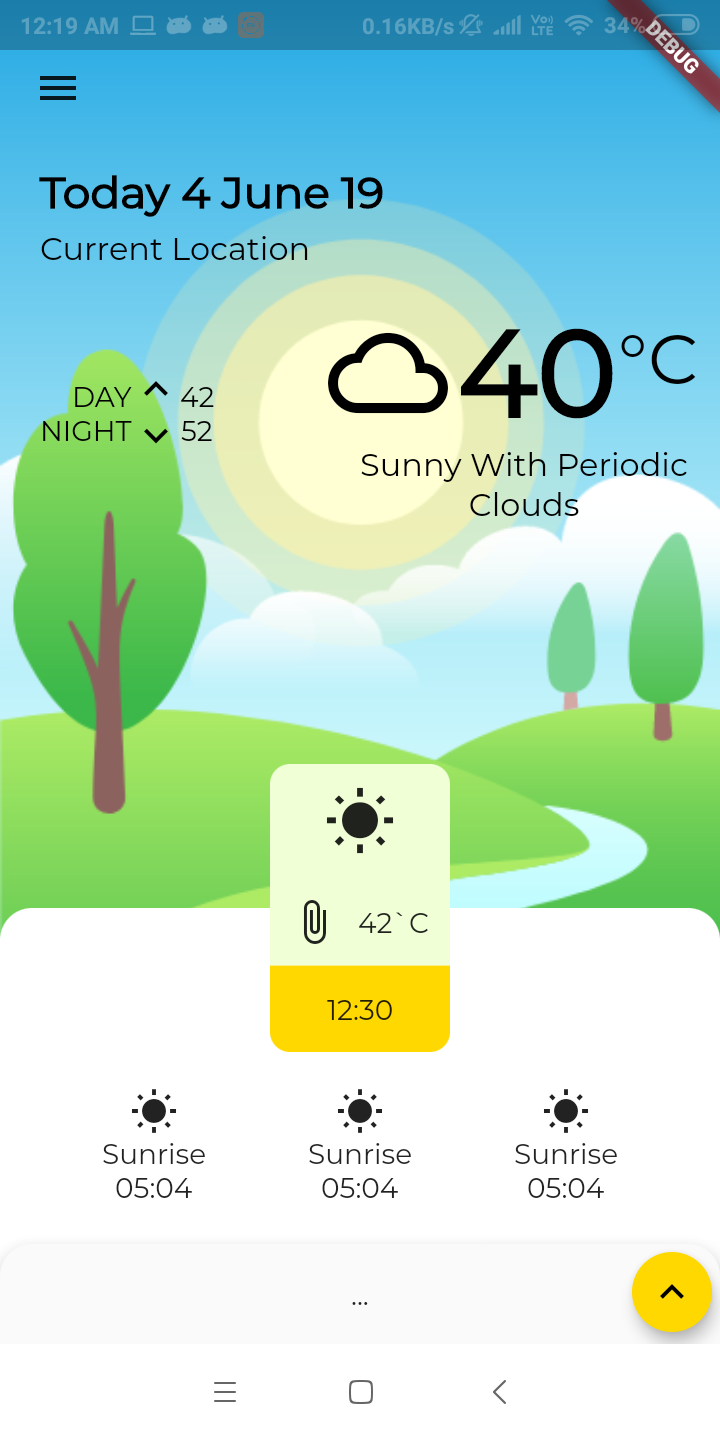 12:19 AM 0.16KB/s Vo) LTE 34%
DEBUG
Today 4 June 19
Current Location
40°C
DAY 42
NIGHT 52
Sunny With Periodic
Clouds
42`C
12:30
Sunrise Sunrise Sunrise
05:04 05:04 05:04
...